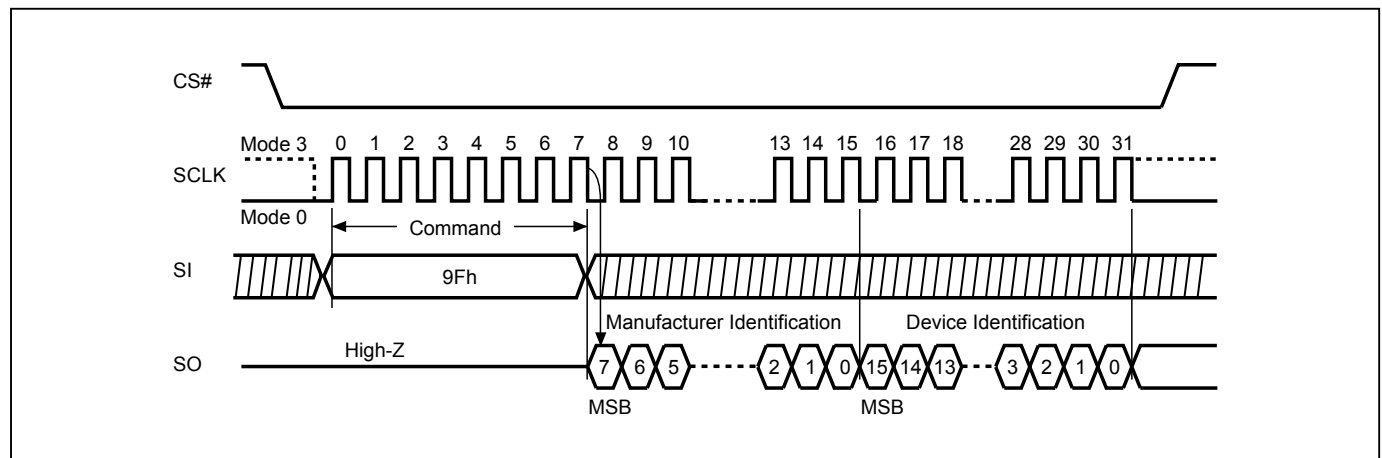 CS#
Mode 3 0 1 2 3 4 5 6 7 8 9 10 13 14 15 16 17 18 28 29 30 31
SCLK
Mode 0
Command
SI 9Fh
Manufacturer Identification Device Identification
High-Z
SO 7 6 5 2 1 0 15 14 13 3 2 1 0
MSB MSB